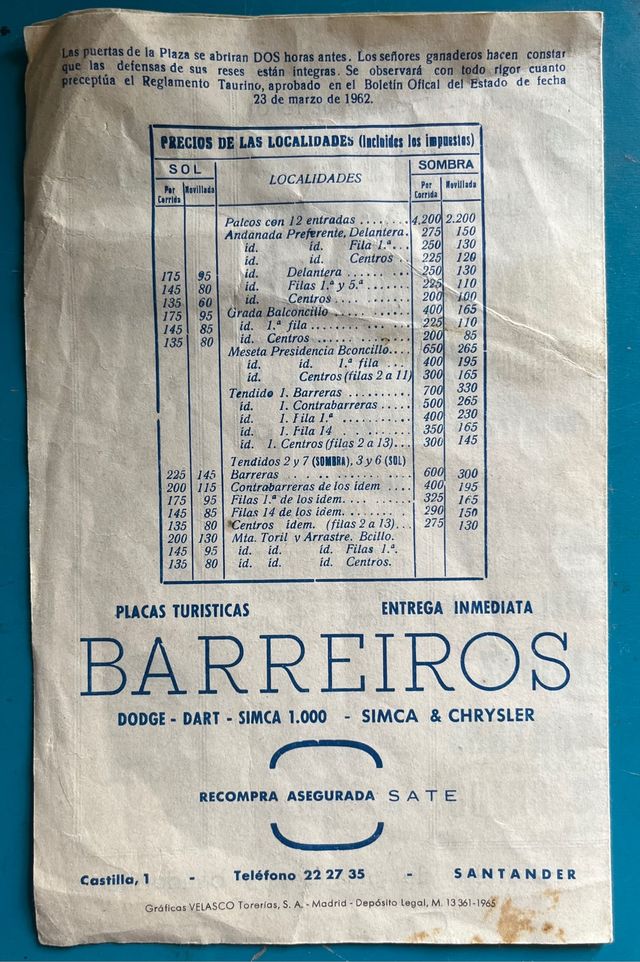 Las puertas de la Plaza se abriran DOS horas antes. Los señores ganaderos hacen constar
que las defensas de sus reses están integras. Se observará con todo rigor cuanto
preceptúa el Reglamento Taurino, aprobado en el Boletín Oficial del Estado de fecha
23 de marzo de 1962.
PRECIOS DE LAS LOCALIDADES (Incluidos los impuestos)
SOL LOCALIDADES SOMBRA
Por Corrida Novillada Por Corrida Novillada
Palcos con 12 entradas ........ 4.200 2.200
Andanada Preferente, Delantera. 275 150
id. id. Fila 1.ª... 250 130
id. id. Centros .. 225 120
175 95 id. Delantera .......... 250 130
145 80 id. Filas 1.ª y 5.ª ........ 225 110
135 60 id. Centros ............ 200 100
175 95 Grada Balconcillo ............ 400 165
145 85 id. 1.ª fila ................ 225 110
135 80 id. Centros .............. 200 85
Meseta Presidencia Bconcillo.... 650 265
id. id. 1.ª fila ... 400 195
id. Centros (filas 2 a 11) 300 165
Tendido 1. Barreras .......... 700 330
id. 1. Contrabarreras ..... 500 265
id. 1. Fila 1.ª ............ 400 230
id. 1. Fila 14 .......... 350 165
id. 1. Centros (filas 2 a 13)... 300 145
Tendidos 2 y 7 (SOMBRA), 3 y 6 (SOL)
225 145 Barreras .............. 600 300
200 115 Contrabarreras de los idem .... 400 195
175 95 Filas 1.ª de los idem.......... 325 165
145 85 Filas 14 de los idem.......... 290 150
135 80 Centros idem. (filas 2 a 13)... 275 130
200 130 Mta. Toril y Arrastre. Bcillo.
145 95 id. id. id. Filas 1.ª.
135 80 id. id. id. Centros.
PLACAS TURISTICAS ENTREGA INMEDIATA
BARREIROS
DODGE - DART - SIMCA 1.000 - SIMCA & CHRYSLER
RECOMPRA ASEGURADA SATE
Castilla, 1 - Teléfono 22 27 35 - SANTANDER
Gráficas VELASCO Torerías, S. A. - Madrid - Depósito Legal, M. 13 361-1965